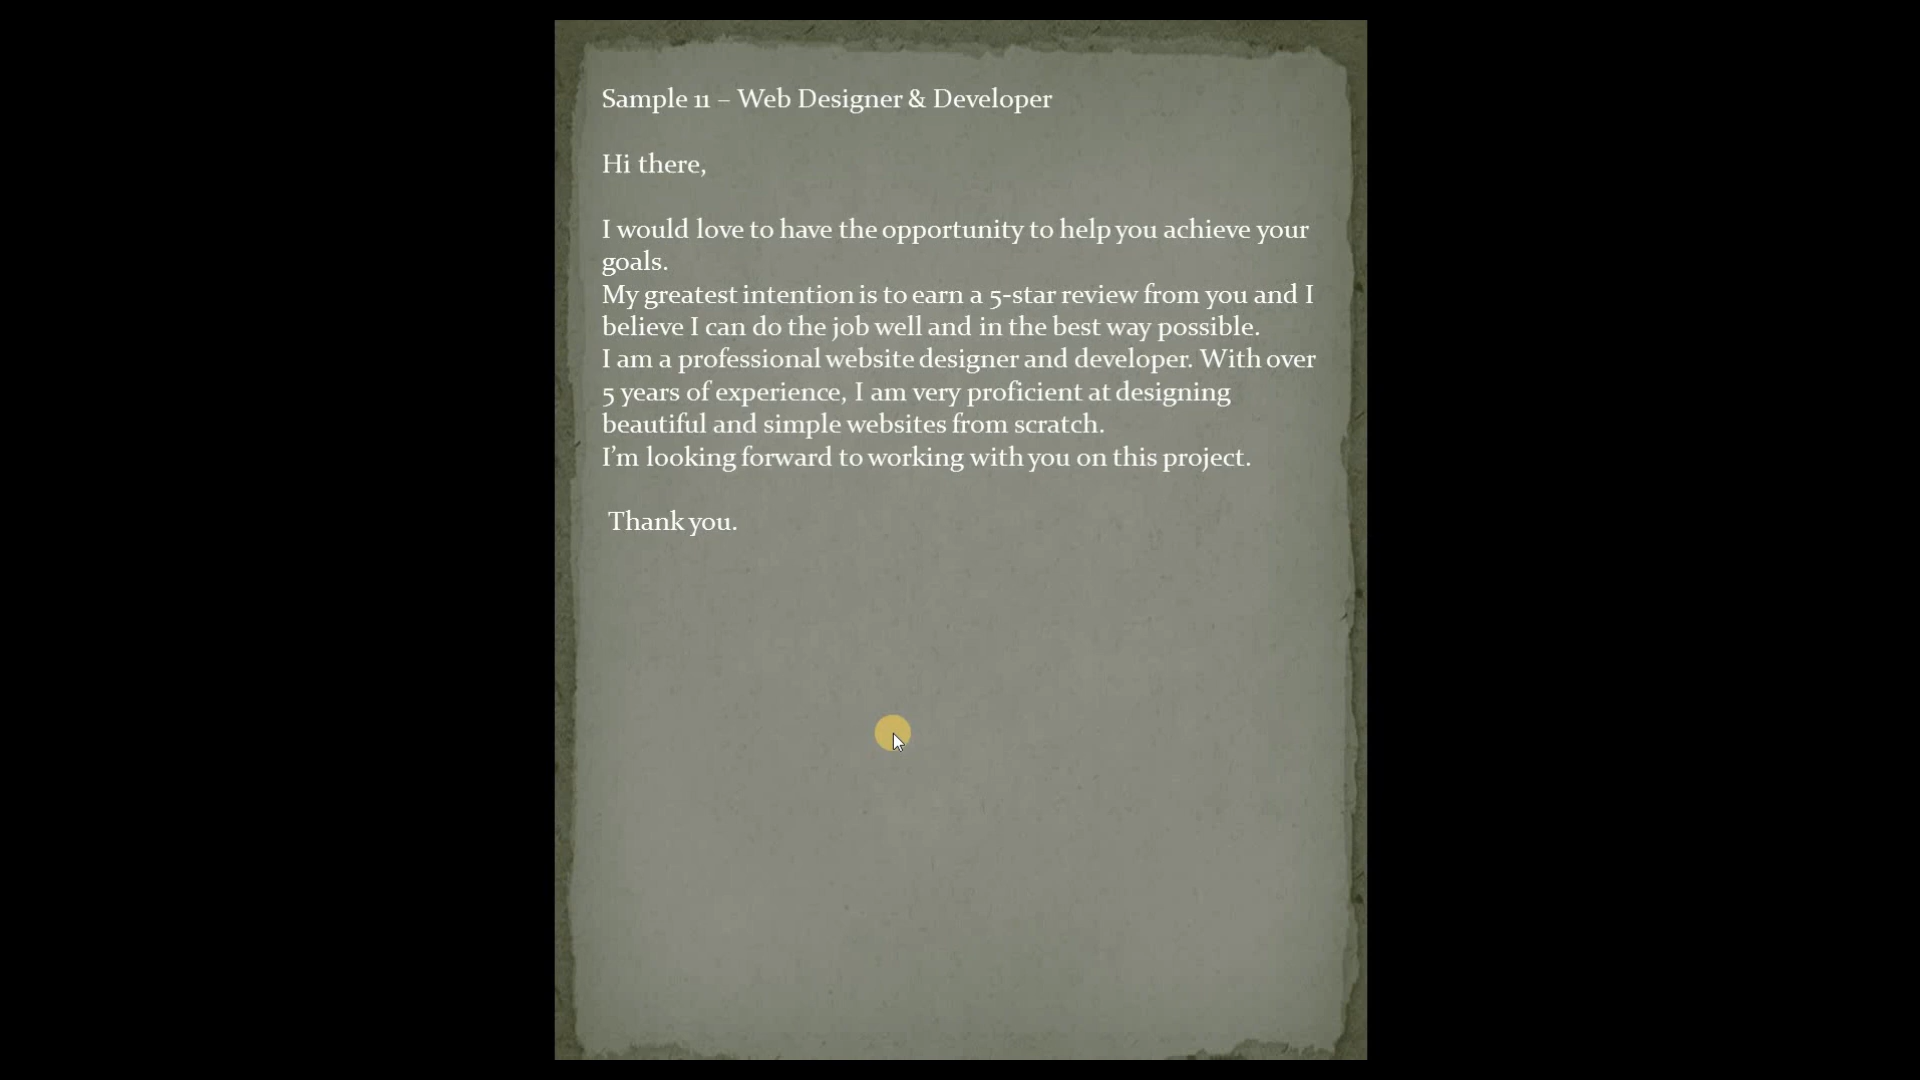 Sample 11 – Web Designer & Developer
Hi there,
I would love to have the opportunity to help you achieve your
goals.
My greatest intention is to earn a 5-star review from you and I
believe I can do the job well and in the best way possible.
I am a professional website designer and developer. With over
5 years of experience, I am very proficient at designing
beautiful and simple websites from scratch.
I’m looking forward to working with you on this project.
Thank you.